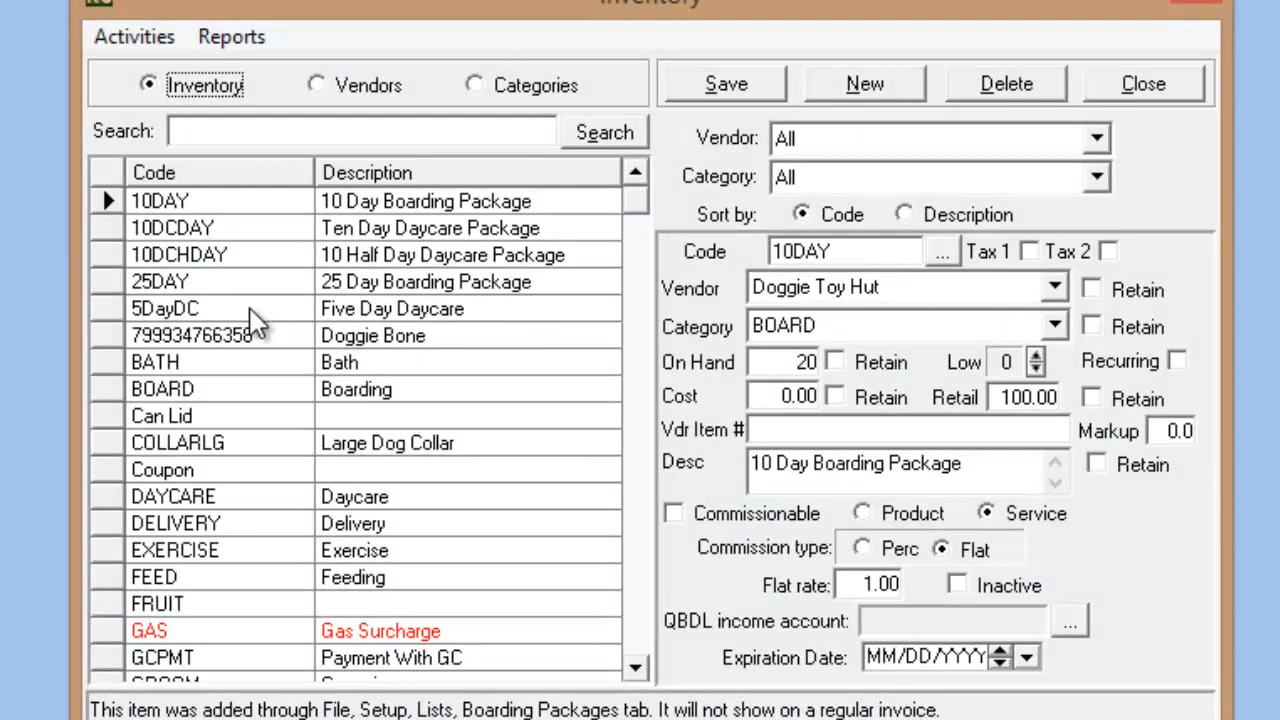 Inventory
Activities Reports
Inventory Vendors Categories
Save New Delete Close
Search: Search
Vendor: All
Category: All
Sort by: Code Description
Code Description
10DAY 10 Day Boarding Package
10DCDAY Ten Day Daycare Package
10DCHDAY 10 Half Day Daycare Package
25DAY 25 Day Boarding Package
5DayDC Five Day Daycare
799934766358 Doggie Bone
BATH Bath
BOARD Boarding
Can Lid
COLLARLG Large Dog Collar
Coupon
DAYCARE Daycare
DELIVERY Delivery
EXERCISE Exercise
FEED Feeding
FRUIT
GAS Gas Surcharge
GCPMT Payment With GC
Code 10DAY ... Tax 1 Tax 2
Vendor Doggie Toy Hut Retain
Category BOARD Retain
On Hand 20 Retain Low 0 Recurring
Cost 0.00 Retain Retail 100.00 Retain
Vdr Item # Markup 0.0
Desc 10 Day Boarding Package Retain
Commissionable Product Service
Commission type: Perc Flat
Flat rate: 1.00 Inactive
QBDL income account: ...
Expiration Date: MM/DD/YYYY
This item was added through File, Setup, Lists, Boarding Packages tab. It will not show on a regular invoice.